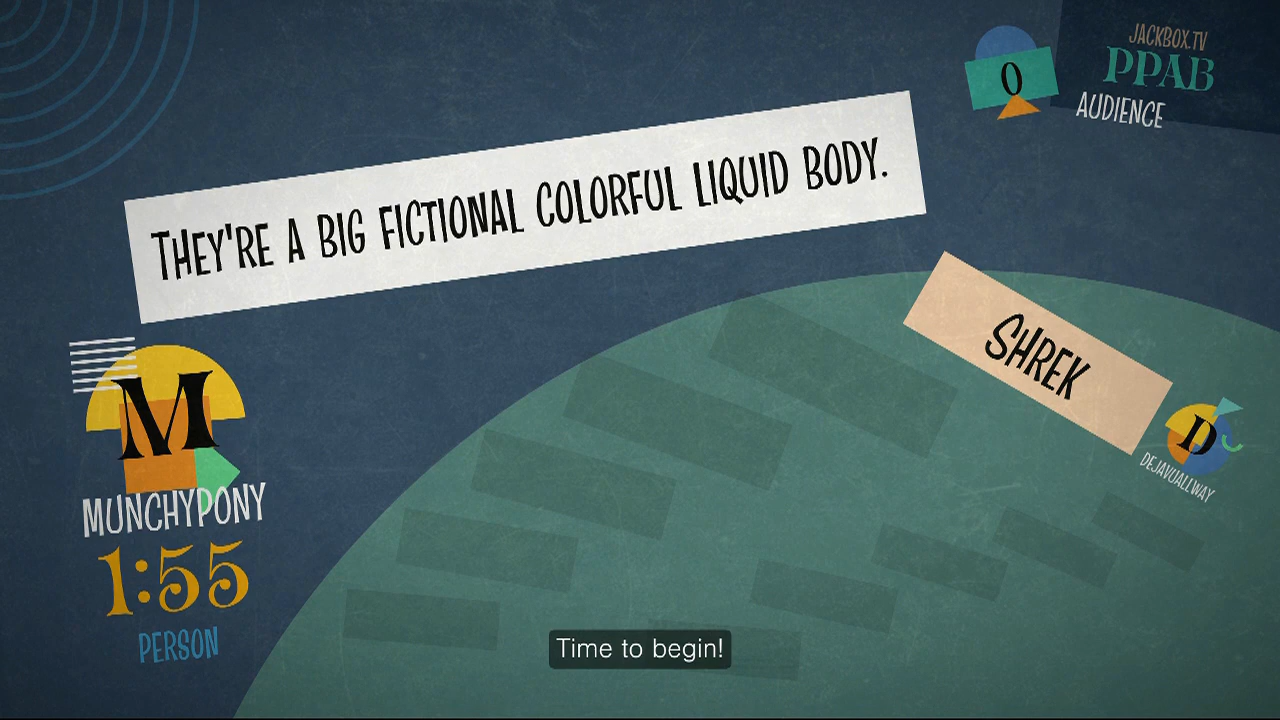 JACKBOX.TV
PPAB
0
AUDIENCE
THEY'RE A BIG FICTIONAL COLORFUL LIQUID BODY.
SHREK
D
DEJAVUALLWAY
M
MUNCHYPONY
1:55
PERSON
Time to begin!